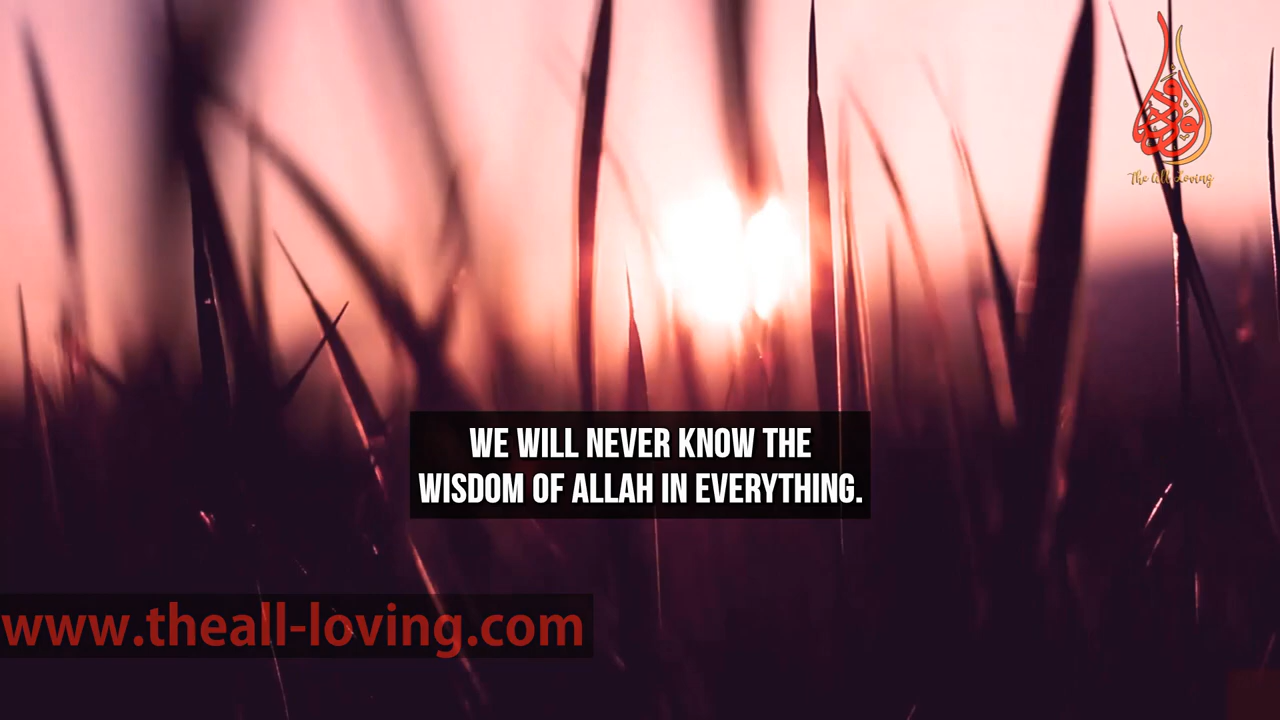 The All Loving
WE WILL NEVER KNOW THE
WISDOM OF ALLAH IN EVERYTHING.
www.theall-loving.com